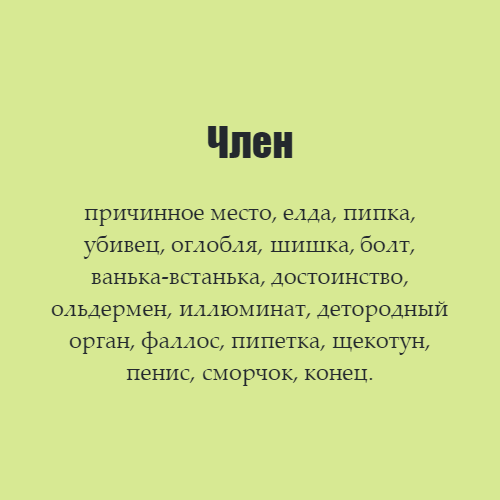 Член
причинное место, елда, пипка,
убивец, оглобля, шишка, болт,
ванька-встанька, достоинство,
ольдермен, иллюминат, детородный
орган, фаллос, пипетка, щекотун,
пенис, сморчок, конец.